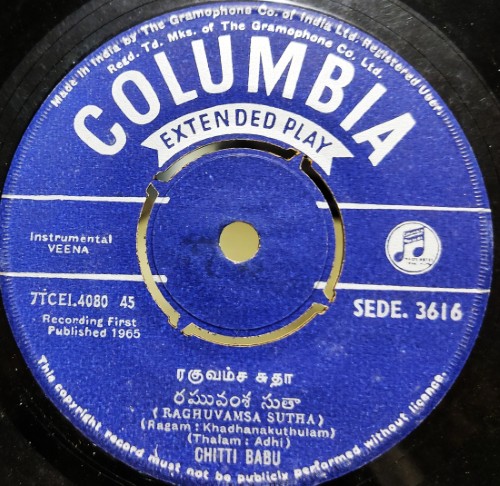 Made in India by The Gramophone Co. of India Ltd. Registered User.
Regd. Td. Mks. of The Gramophone Co. Ltd.
COLUMBIA
EXTENDED PLAY
Instrumental
VEENA
7TCEI.4080 45
SEDE. 3616
Recording First
Published 1965
ரகுவம்ச சுதா
రఘువంశ సుతా
(RAGHUVAMSA SUTHA)
(Ragam: Khadhanakuthulam)
(Thalam: Adhi)
CHITTI BABU
This copyright record must not be publicly performed without licence.